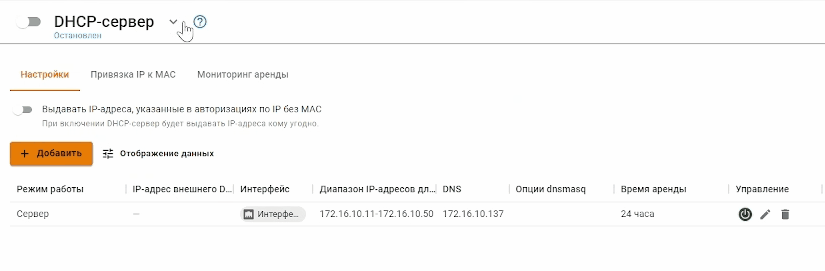 DHCP-сервер
Остановлен
Настройки Привязка IP к MAC Мониторинг аренды
Выдавать IP-адреса, указанные в авторизациях по IP без MAC
При включении DHCP-сервер будет выдавать IP-адреса кому угодно.
+ Добавить Отображение данных
Режим работы IP-адрес внешнего D... Интерфейс Диапазон IP-адресов дл... DNS Опции dnsmasq Время аренды Управление
Сервер — Интерфе... 172.16.10.11-172.16.10.50 172.16.10.137 24 часа